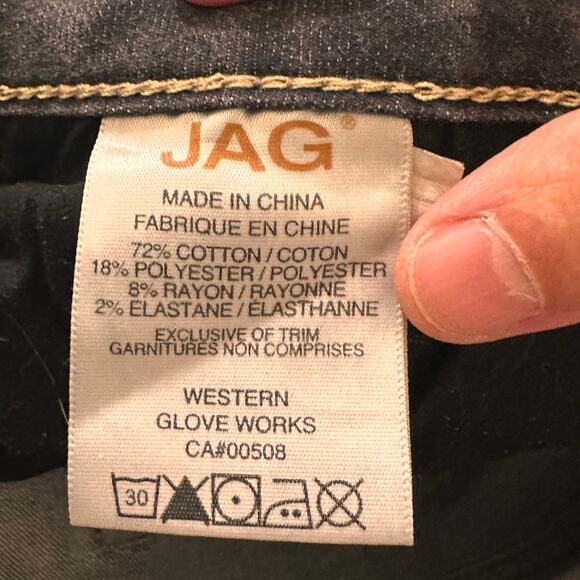 JAG®
MADE IN CHINA
FABRIQUE EN CHINE
72% COTTON / COTON
18% POLYESTER / POLYESTER
8% RAYON / RAYONNE
2% ELASTANE / ELASTHANNE
EXCLUSIVE OF TRIM
GARNITURES NON COMPRISES
WESTERN
GLOVE WORKS
CA#00508
30